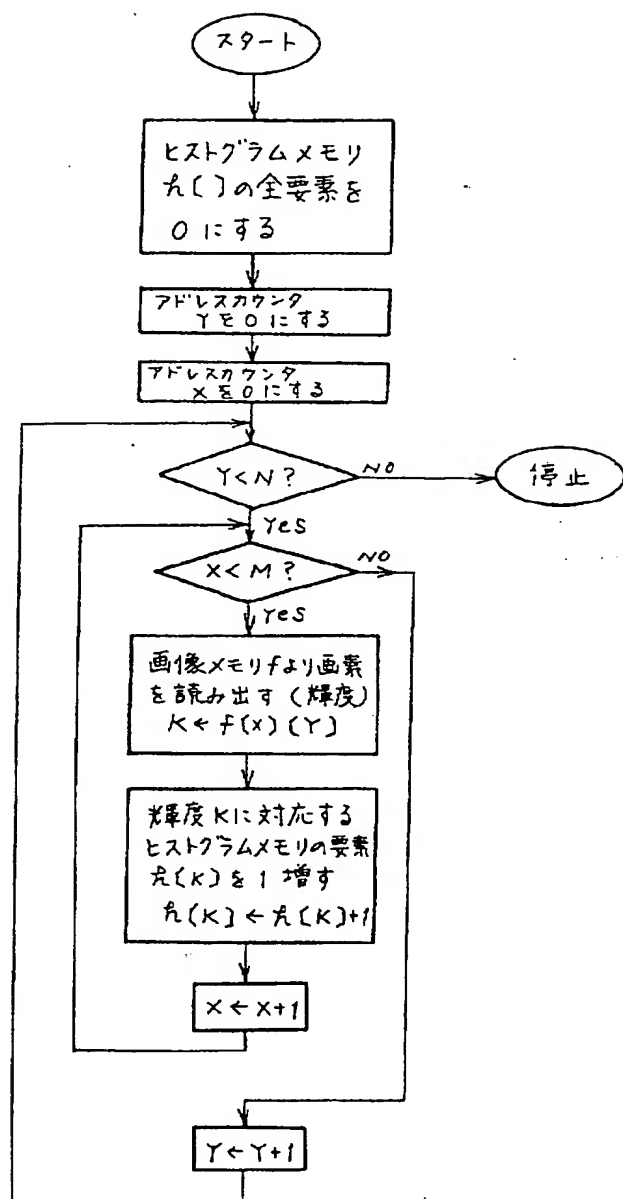 スタート
ヒストグラムメモリ
h[ ]の全要素を
0にする
アドレスカウンタ
Yを0にする
アドレスカウンタ
Xを0にする
Y<N?
NO
停止
Yes
X<M?
NO
Yes
画像メモリfより画素
を読み出す(輝度)
K←f[X][Y]
輝度Kに対応する
ヒストグラムメモリの要素
h[K]を1増す
h[K]←h[K]+1
X←X+1
Y←Y+1